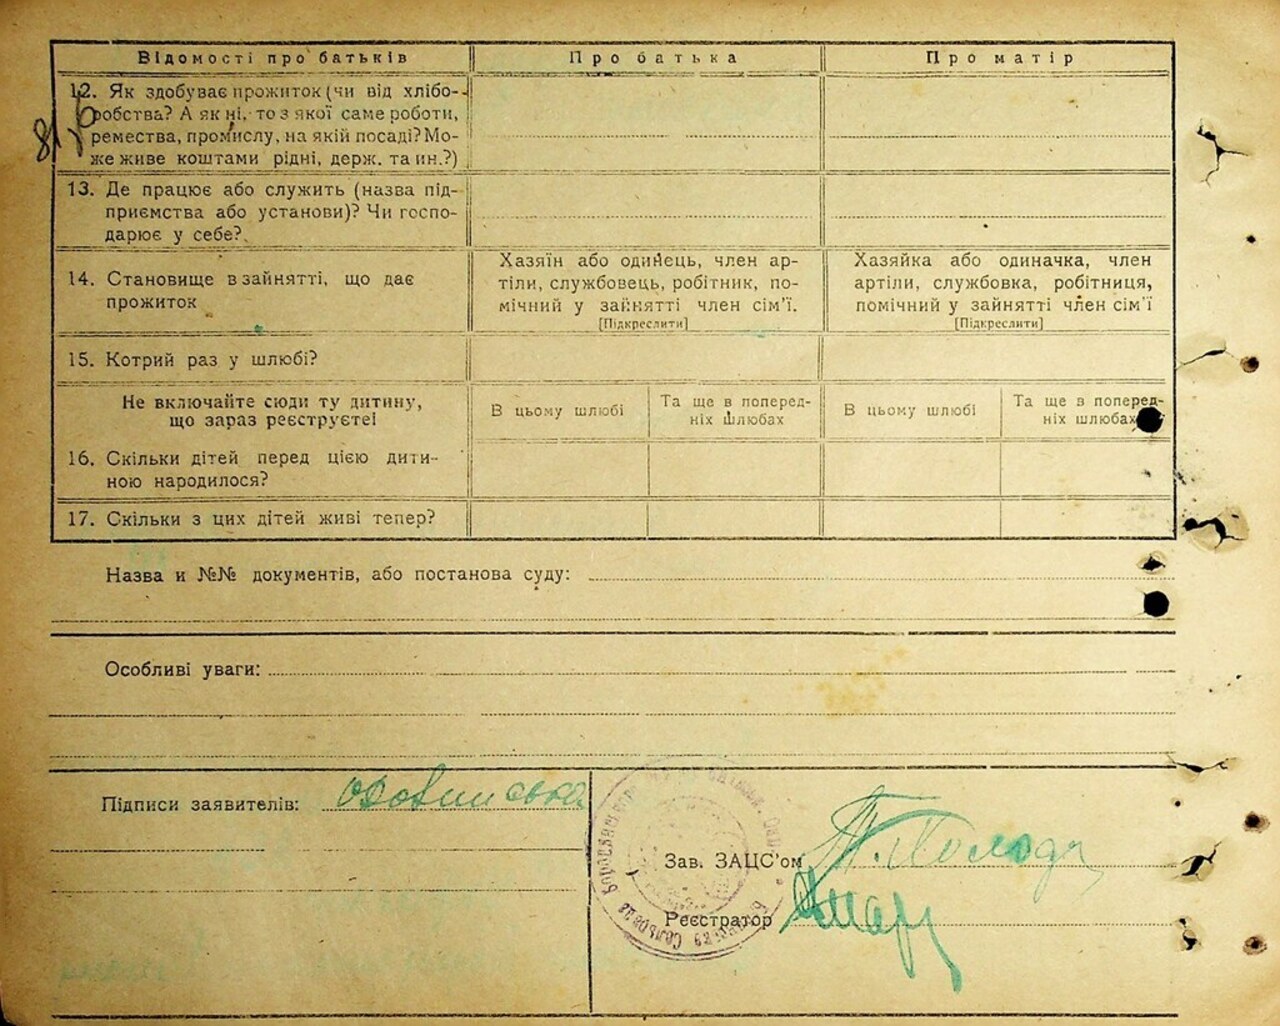 Відомості про батьків
Про батька
Про матір
12. Як здобуває прожиток (чи від хлібо-
робства? А як ні, то з якої саме роботи,
ремества, промислу, на якій посаді? Мо-
же живе коштами рідні, держ. та ин.?)
13. Де працює або служить (назва під-
приємства або установи)? Чи госпо-
дарює у себе?
14. Становище в зайнятті, що дає
прожиток
Хазяїн або одинець, член ар-
тіли, службовець, робітник, по-
мічний у зайнятті член сім'ї.
[Підкреслити]
Хазяйка або одиначка, член
артіли, службовка, робітниця,
помічний у зайнятті член сім'ї
[Підкреслити]
15. Котрий раз у шлюбі?
Не включайте сюди ту дитину,
що зараз реєструєте!
В цьому шлюбі
Та ще в поперед-
ніх шлюбах
В цьому шлюбі
Та ще в поперед-
ніх шлюбах
16. Скільки дітей перед цією дити-
ною народилося?
17. Скільки з цих дітей живі тепер?
Назва и №№ документів, або постанова суду:
Особливі уваги:
Підписи заявителів:
Зав. ЗАЦС'ом
Реєстратор